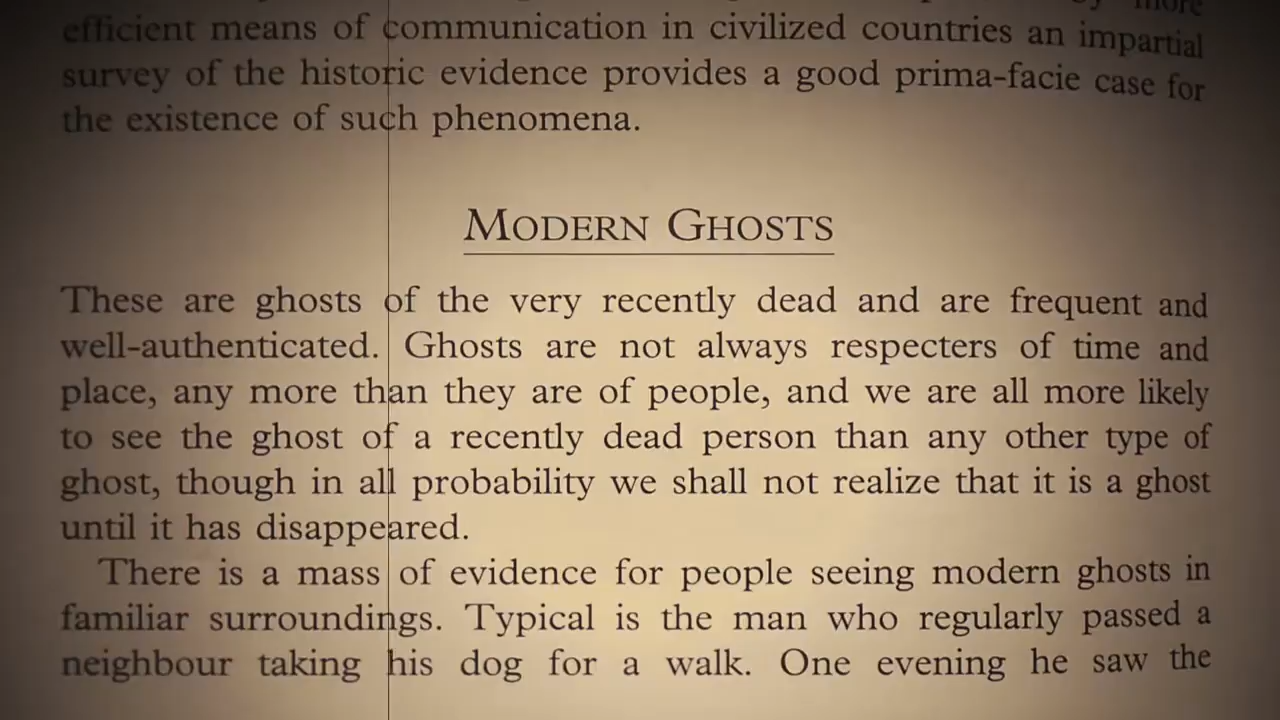 more
efficient means of communication in civilized countries an impartial
survey of the historic evidence provides a good prima-facie case for
the existence of such phenomena.
MODERN GHOSTS
These are ghosts of the very recently dead and are frequent and
well-authenticated. Ghosts are not always respecters of time and
place, any more than they are of people, and we are all more likely
to see the ghost of a recently dead person than any other type of
ghost, though in all probability we shall not realize that it is a ghost
until it has disappeared.
There is a mass of evidence for people seeing modern ghosts in
familiar surroundings. Typical is the man who regularly passed a
neighbour taking his dog for a walk. One evening he saw the